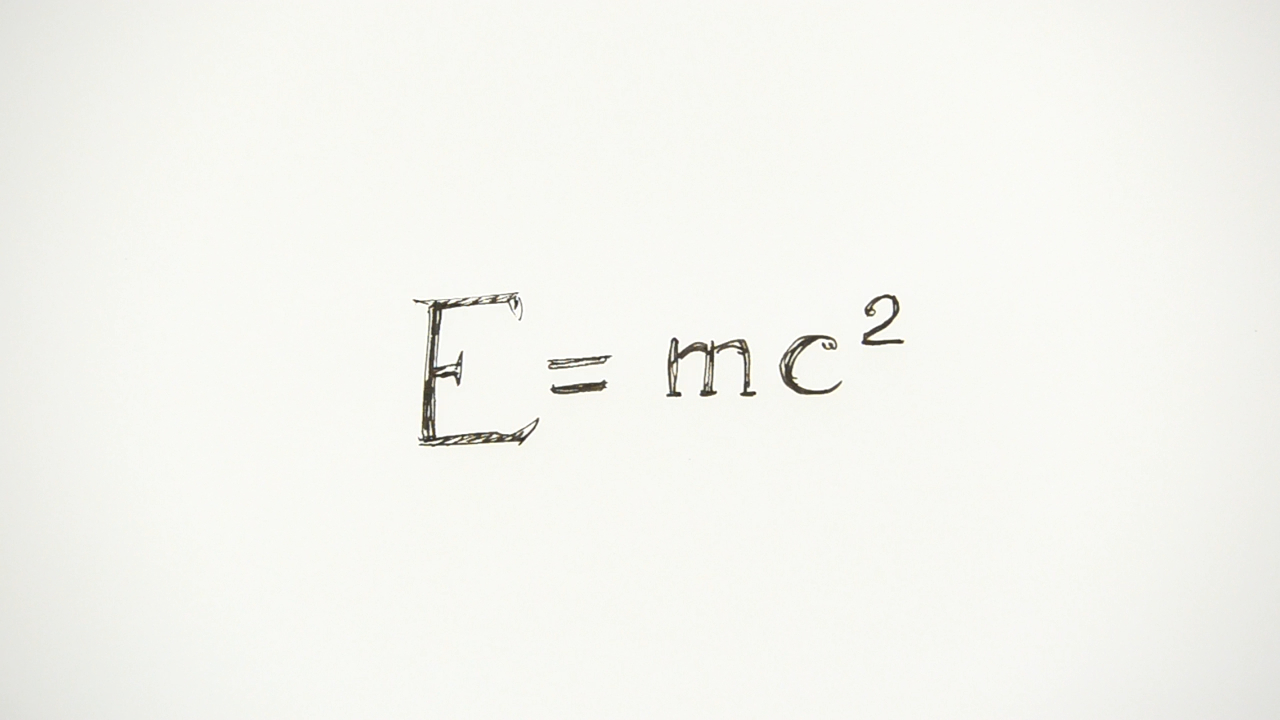 E = mc²